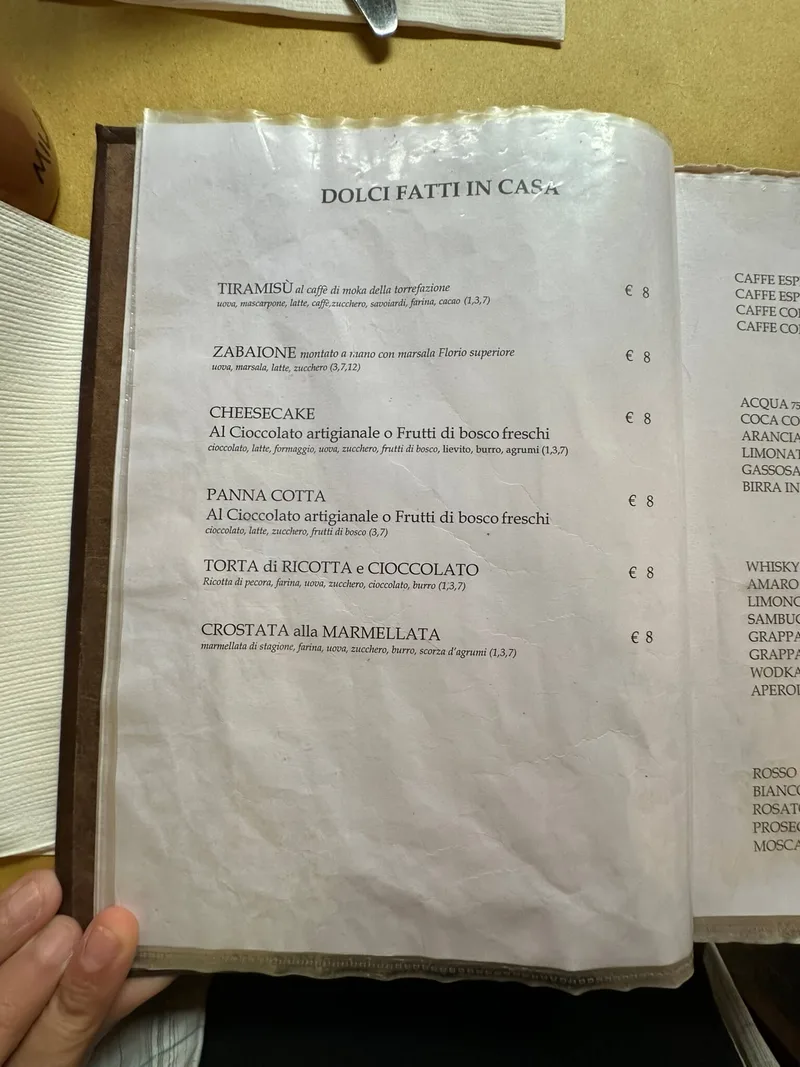 DOLCI FATTI IN CASA
TIRAMISÙ al caffè di moka della torrefazione € 8
uova, mascarpone, latte, caffè,zucchero, savoiardi, farina, cacao (1,3,7)
ZABAIONE montato a mano con marsala Florio superiore € 8
uova, marsala, latte, zucchero (3,7,12)
CHEESECAKE € 8
Al Cioccolato artigianale o Frutti di bosco freschi
cioccolato, latte, formaggio, uova, zucchero, frutti di bosco, lievito, burro, agrumi (1,3,7)
PANNA COTTA € 8
Al Cioccolato artigianale o Frutti di bosco freschi
cioccolato, latte, zucchero, frutti di bosco (3,7)
TORTA di RICOTTA e CIOCCOLATO € 8
Ricotta di pecora, farina, uova, zucchero, cioccolato, burro (1,3,7)
CROSTATA alla MARMELLATA € 8
marmellata di stagione, farina, uova, zucchero, burro, scorza d'agrumi (1,3,7)
CAFFE ESP
CAFFE ESP
CAFFE CO
CAFFE CO
ACQUA 75
COCA CO
ARANCIA
LIMONAT
GASSOSA
BIRRA IN
WHISKY
AMARO
LIMONC
SAMBUC
GRAPPA
GRAPPA
WODKA
APEROL
ROSSO
BIANCO
ROSATO
PROSEC
MOSCA